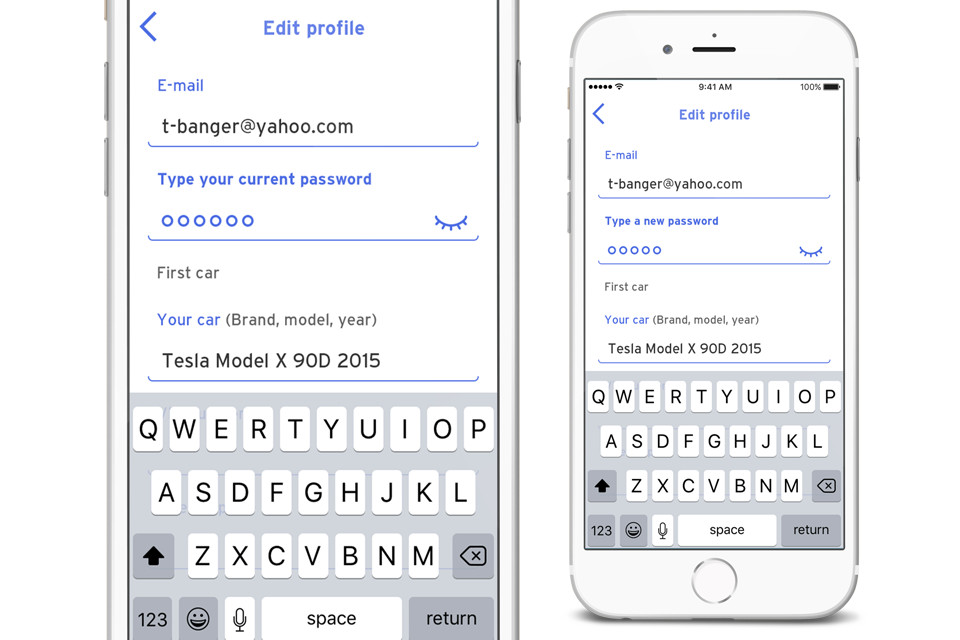 Edit profile
E-mail
t-banger@yahoo.com
Type your current password
First car
Your car (Brand, model, year)
Tesla Model X 90D 2015
Q W E R T Y U I O P
A S D F G H J K L
Z X C V B N M
123 space return
9:41 AM 100%
Edit profile
E-mail
t-banger@yahoo.com
Type a new password
First car
Your car (Brand, model, year)
Tesla Model X 90D 2015
Q W E R T Y U I O P
A S D F G H J K L
Z X C V B N M
123 space return